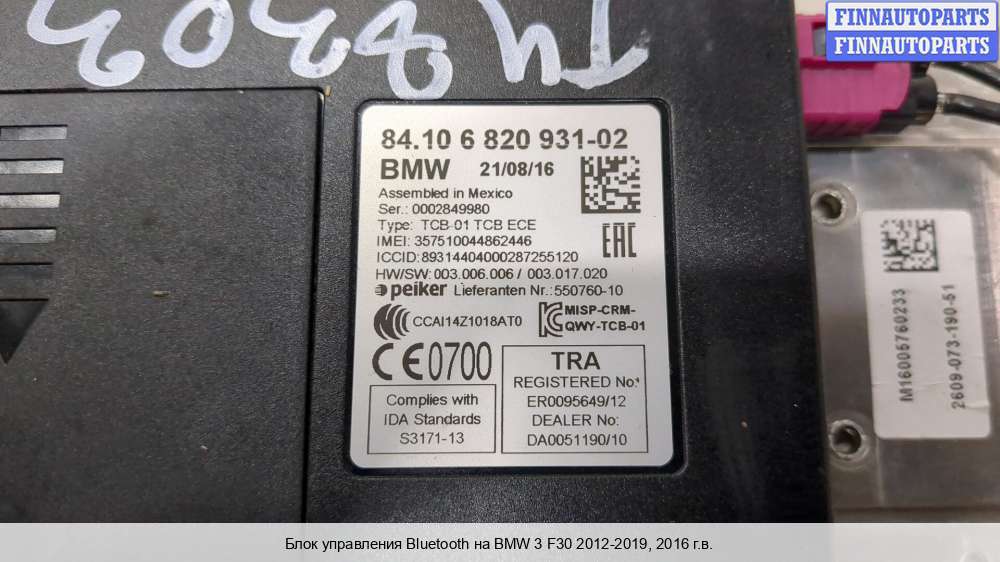 FINNAUTOPARTS
FINNAUTOPARTS
84.10 6 820 931-02
BMW 21/08/16
Assembled in Mexico
Ser.: 0002849980
Type: TCB-01 TCB ECE
IMEI: 357510044862446
ICCID: 89314404000287255120
HW/SW: 003.006.006 / 003.017.020
peiker Lieferanten Nr.: 550760-10
CCAI14Z1018AT0
MISP-CRM-
QWY-TCB-01
CE0700
EAC
Complies with
IDA Standards
S3171-13
TRA
REGISTERED No:
ER0095649/12
DEALER No:
DA0051190/10
M16005760233
2609-073-190-51
Блок управления Bluetooth на BMW 3 F30 2012-2019, 2016 г.в.